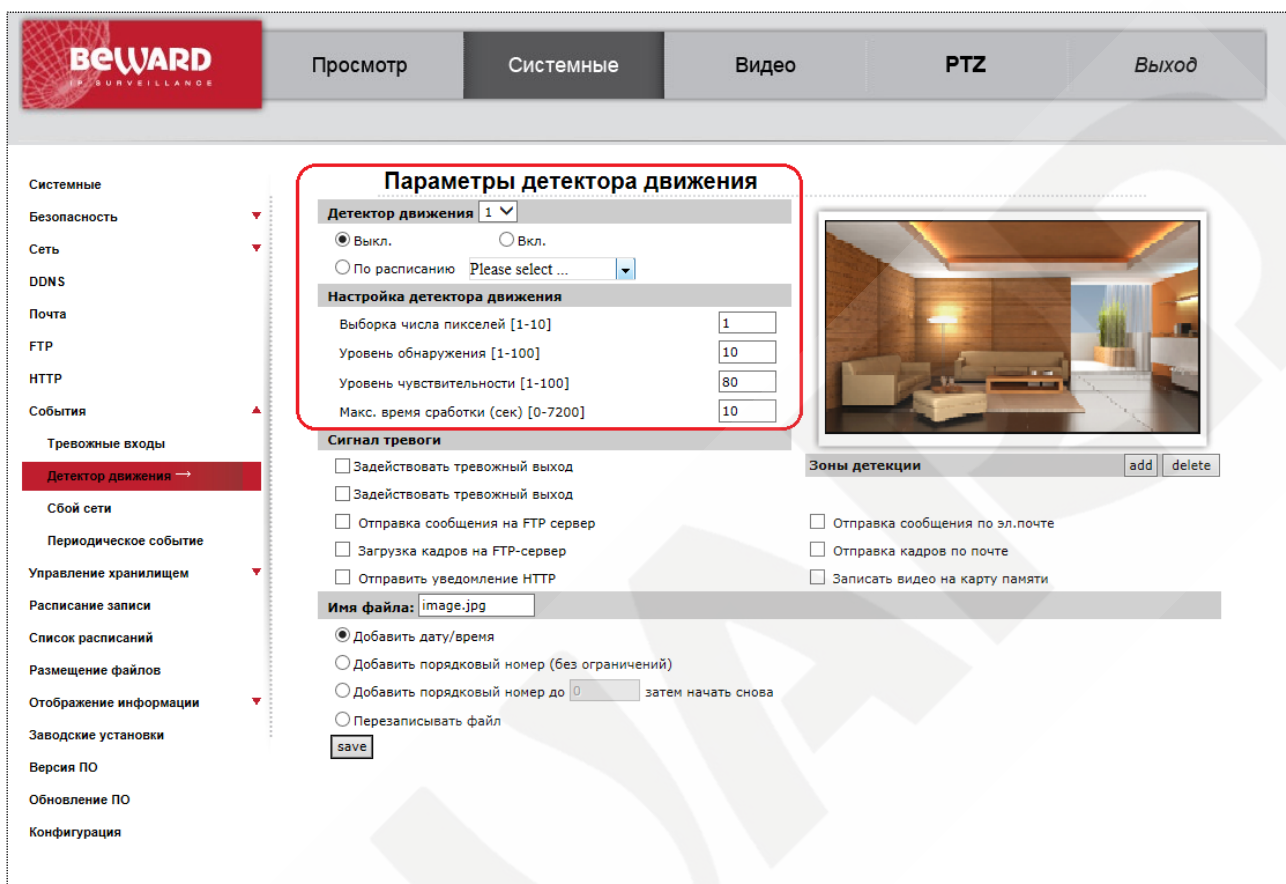 BEWARD
IP SURVEILLANCE
Просмотр
Системные
Видео
PTZ
Выход
Системные
Безопасность
Сеть
DDNS
Почта
FTP
HTTP
События
Тревожные входы
Детектор движения →
Сбой сети
Периодическое событие
Управление хранилищем
Расписание записи
Список расписаний
Размещение файлов
Отображение информации
Заводские установки
Версия ПО
Обновление ПО
Конфигурация
Параметры детектора движения
Детектор движения 1
Выкл. Вкл.
По расписанию Please select ...
Настройка детектора движения
Выборка числа пикселей [1-10] 1
Уровень обнаружения [1-100] 10
Уровень чувствительности [1-100] 80
Макс. время сработки (сек) [0-7200] 10
Сигнал тревоги
Задействовать тревожный выход
Зоны детекции add delete
Задействовать тревожный выход
Отправка сообщения на FTP сервер Отправка сообщения по эл.почте
Загрузка кадров на FTP-сервер Отправка кадров по почте
Отправить уведомление HTTP Записать видео на карту памяти
Имя файла: image.jpg
Добавить дату/время
Добавить порядковый номер (без ограничений)
Добавить порядковый номер до 0 затем начать снова
Перезаписывать файл
save